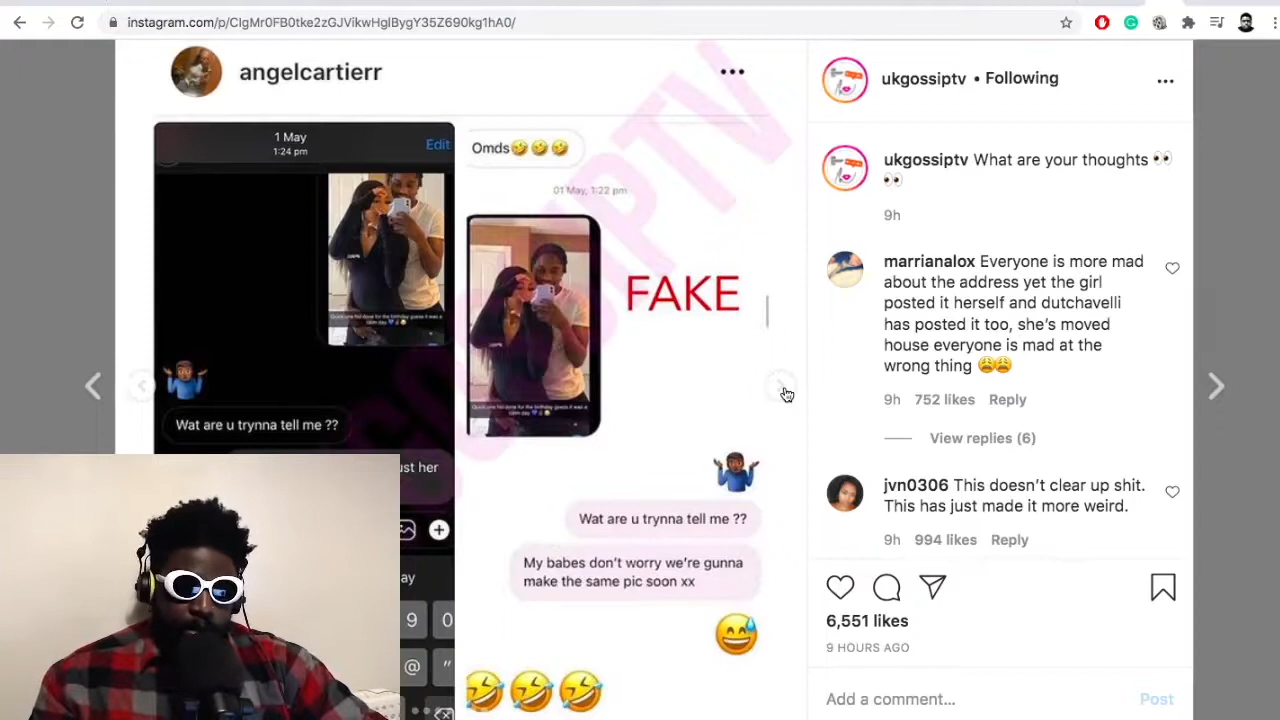 instagram.com/p/CIgMr0FB0tke2zGJVikwHglBygY35Z690kg1hA0/
angelcartierr
1 May
1:24 pm
Edit
Wat are u trynna tell me ??
ust her
ay
9 0
@ "
Omds🤣🤣🤣
01 May, 1:22 pm
FAKE
Wat are u trynna tell me ??
My babes don't worry we're gunna
make the same pic soon xx
ukgossiptv • Following
ukgossiptv What are your thoughts 👀
👀
9h
marrianalox Everyone is more mad
about the address yet the girl
posted it herself and dutchavelli
has posted it too, she's moved
house everyone is mad at the
wrong thing 😩😩
9h 752 likes Reply
View replies (6)
jvn0306 This doesn't clear up shit.
This has just made it more weird.
9h 994 likes Reply
6,551 likes
9 HOURS AGO
Add a comment...
Post